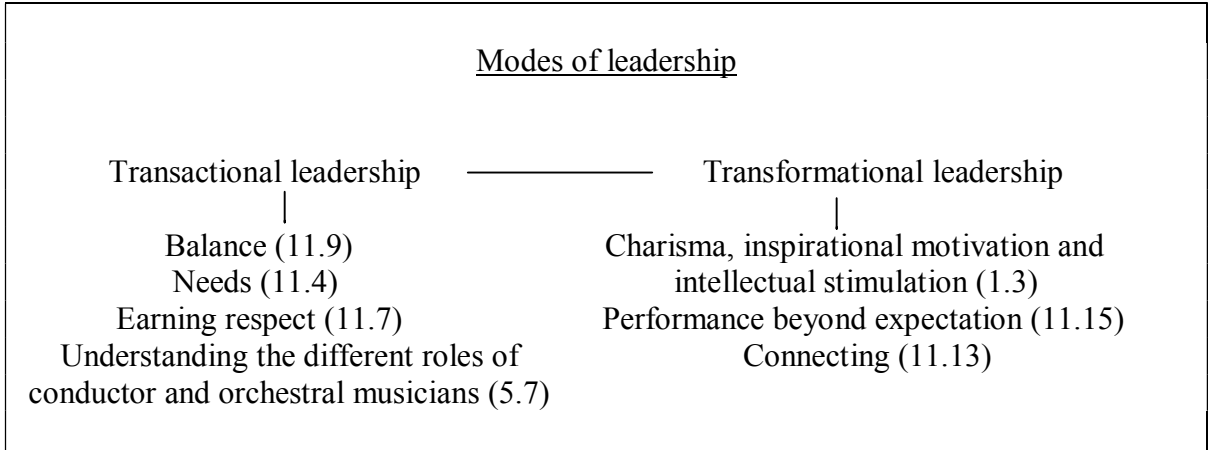 Modes of leadership
Transactional leadership
Balance (11.9)
Needs (11.4)
Earning respect (11.7)
Understanding the different roles of
conductor and orchestral musicians (5.7)
Transformational leadership
Charisma, inspirational motivation and
intellectual stimulation (1.3)
Performance beyond expectation (11.15)
Connecting (11.13)